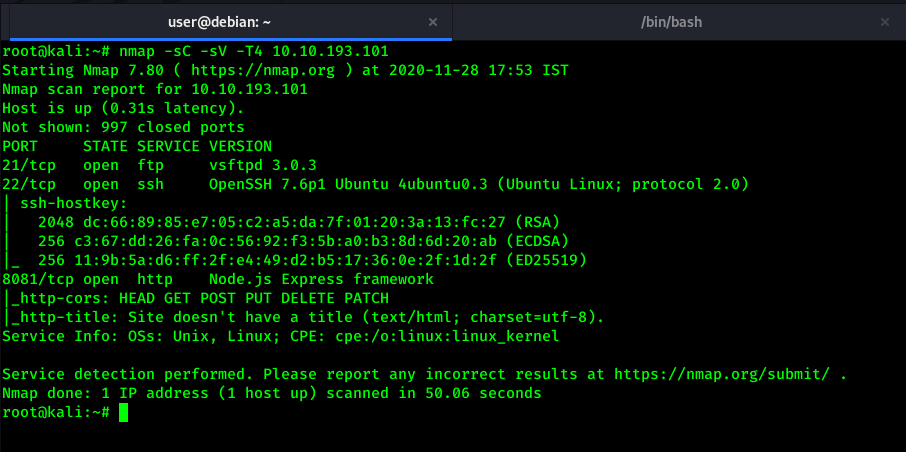 user@debian: ~ × /bin/bash ×
root@kali:~# nmap -sC -sV -T4 10.10.193.101
Starting Nmap 7.80 ( https://nmap.org ) at 2020-11-28 17:53 IST
Nmap scan report for 10.10.193.101
Host is up (0.31s latency).
Not shown: 997 closed ports
PORT     STATE SERVICE VERSION
21/tcp   open  ftp     vsftpd 3.0.3
22/tcp   open  ssh     OpenSSH 7.6p1 Ubuntu 4ubuntu0.3 (Ubuntu Linux; protocol 2.0)
| ssh-hostkey:
|   2048 dc:66:89:85:e7:05:c2:a5:da:7f:01:20:3a:13:fc:27 (RSA)
|   256 c3:67:dd:26:fa:0c:56:92:f3:5b:a0:b3:8d:6d:20:ab (ECDSA)
|_  256 11:9b:5a:d6:ff:2f:e4:49:d2:b5:17:36:0e:2f:1d:2f (ED25519)
8081/tcp open  http    Node.js Express framework
|_http-cors: HEAD GET POST PUT DELETE PATCH
|_http-title: Site doesn't have a title (text/html; charset=utf-8).
Service Info: OSs: Unix, Linux; CPE: cpe:/o:linux:linux_kernel

Service detection performed. Please report any incorrect results at https://nmap.org/submit/ .
Nmap done: 1 IP address (1 host up) scanned in 50.06 seconds
root@kali:~#